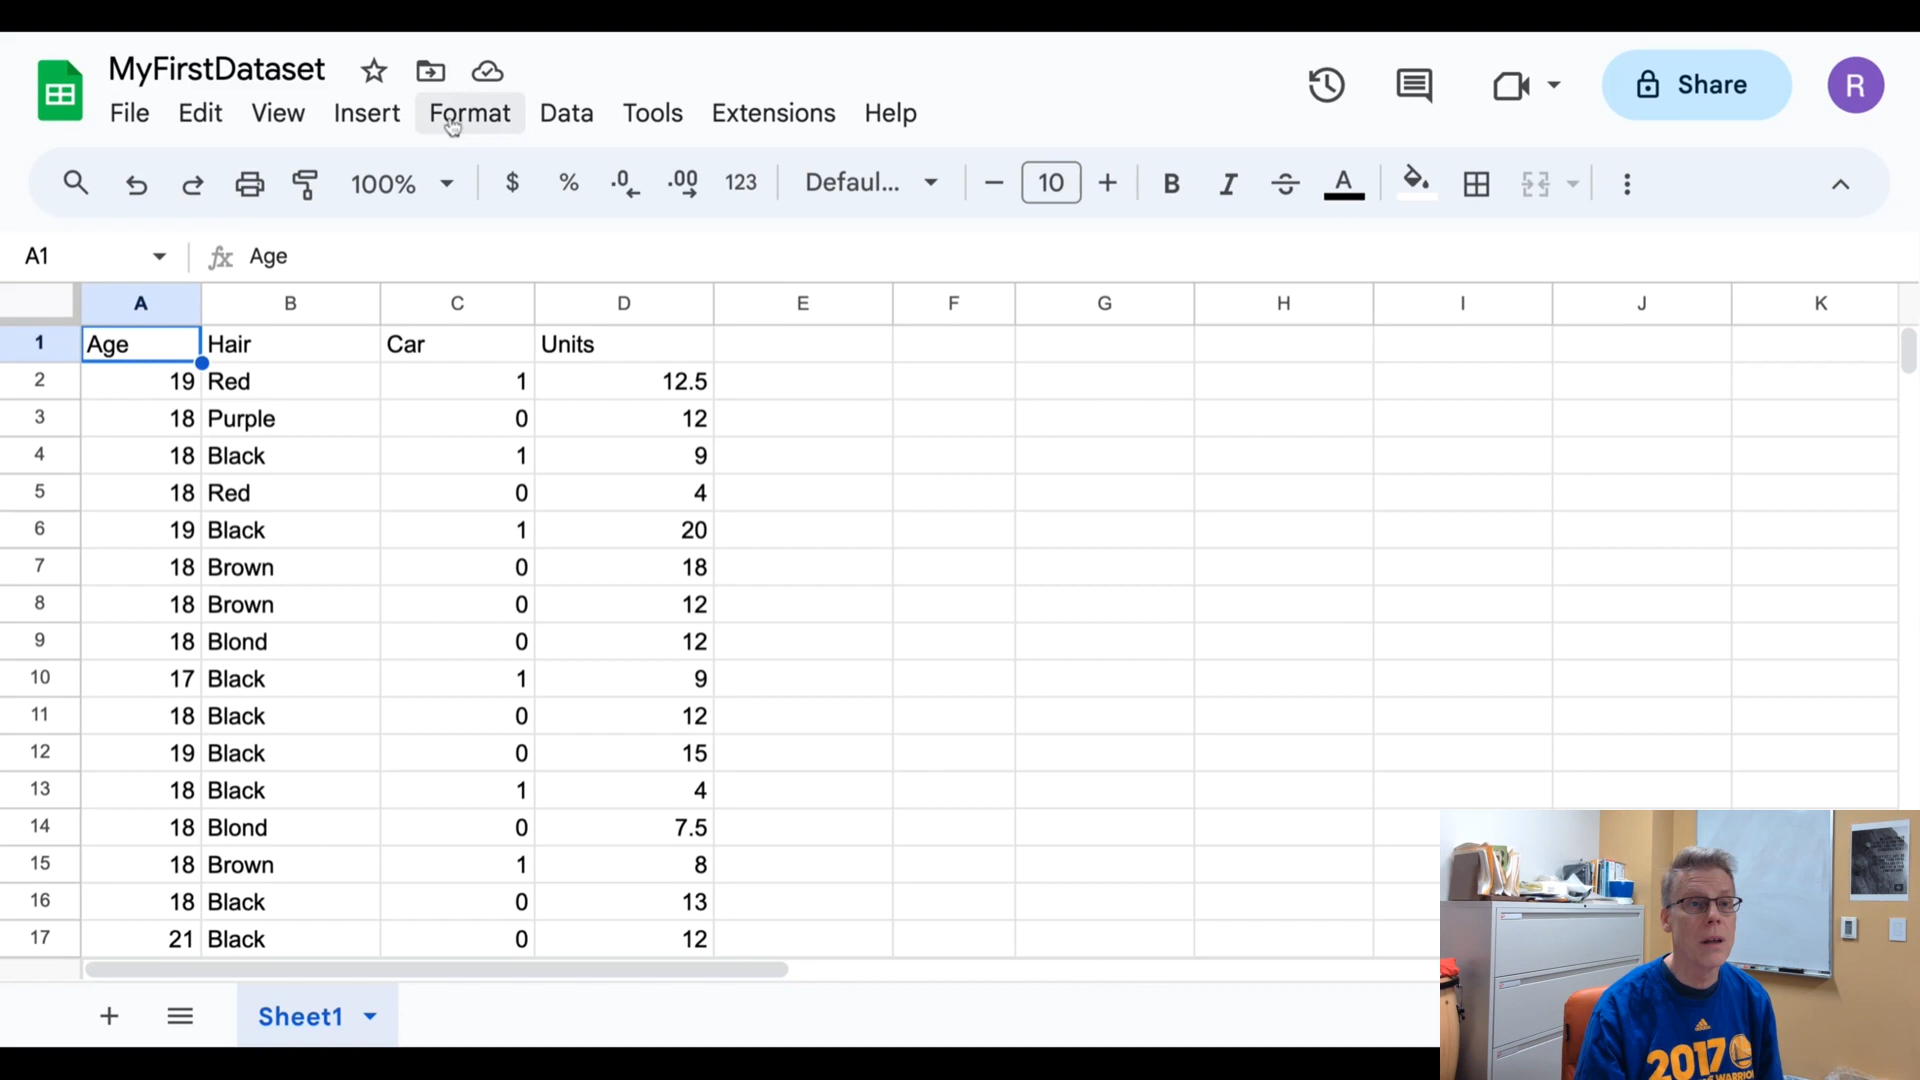 MyFirstDataset
File Edit View Insert Format Data Tools Extensions Help
Share
R
100% $ % .0 .00 123 Defaul... 10 B I A
A1 fx Age
A B C D E F G H I J K
1 Age Hair Car Units
2 19 Red 1 12.5
3 18 Purple 0 12
4 18 Black 1 9
5 18 Red 0 4
6 19 Black 1 20
7 18 Brown 0 18
8 18 Brown 0 12
9 18 Blond 0 12
10 17 Black 1 9
11 18 Black 0 12
12 19 Black 0 15
13 18 Black 1 4
14 18 Blond 0 7.5
15 18 Brown 1 8
16 18 Black 0 13
17 21 Black 0 12
Sheet1
adidas
2017